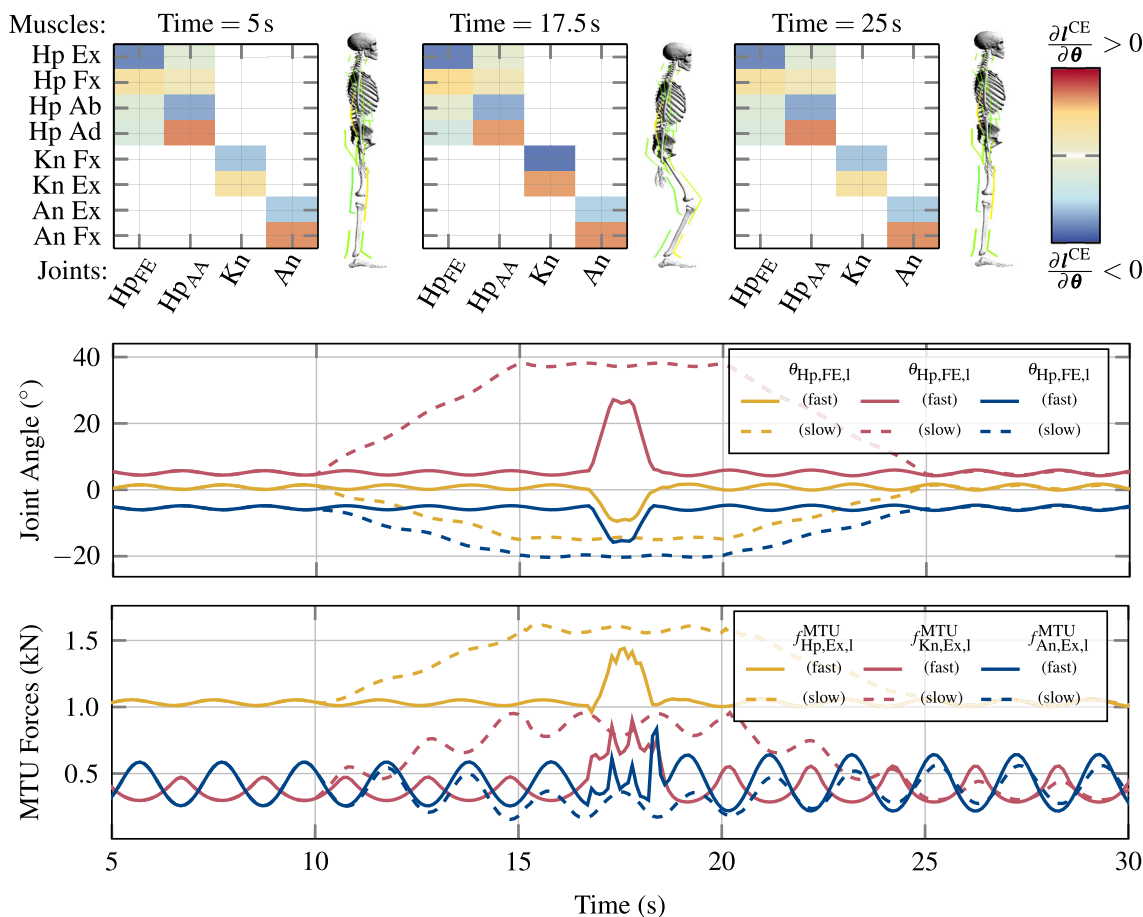 Muscles: Time = 5 s Time = 17.5 s Time = 25 s
∂l^CE/∂θ > 0
Hp Ex
Hp Fx
Hp Ab
Hp Ad
Kn Fx
Kn Ex
An Ex
An Fx
Joints: Hp_FE Hp_AA Kn An Hp_FE Hp_AA Kn An Hp_FE Hp_AA Kn An
∂l^CE/∂θ < 0
Joint Angle (°)
40
20
0
−20
θ_Hp,FE,l θ_Hp,FE,l θ_Hp,FE,l
(fast) (fast) (fast)
(slow) (slow) (slow)
MTU Forces (kN)
1.5
1.0
0.5
f^MTU_Hp,Ex,l f^MTU_Kn,Ex,l f^MTU_An,Ex,l
(fast) (fast) (fast)
(slow) (slow) (slow)
5 10 15 20 25 30
Time (s)